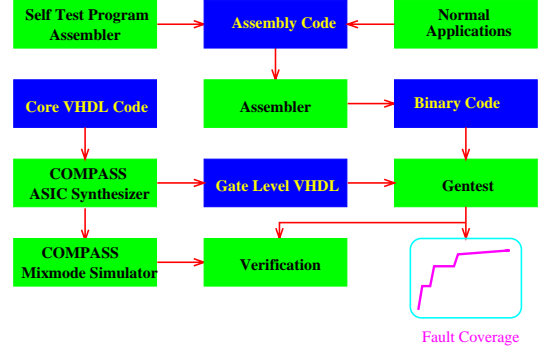 Self Test Program
Assembler
Assembly Code
Normal
Applications
Core VHDL Code
Assembler
Binary Code
COMPASS
ASIC Synthesizer
Gate Level VHDL
Gentest
COMPASS
Mixmode Simulator
Verification
Fault Coverage